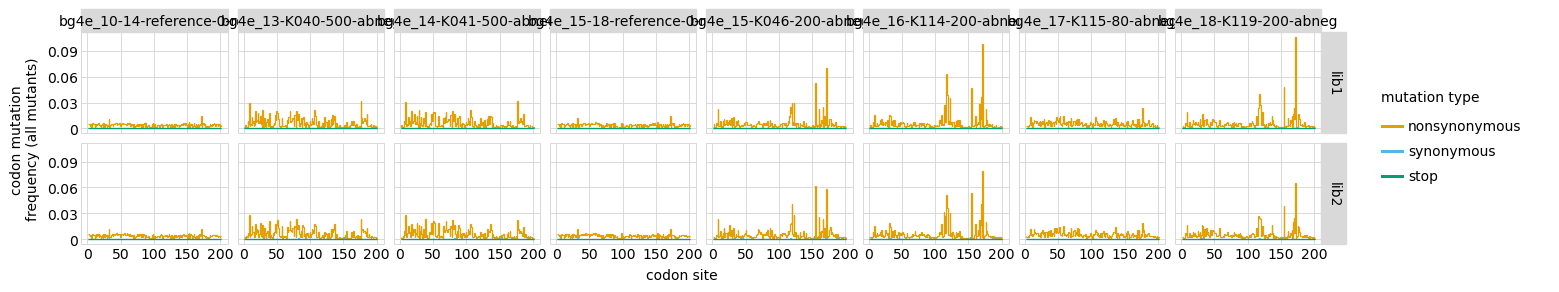 bg4e_10-14-reference-0- bg4e_13-K040-500-abneg bg4e_14-K041-500-abneg bg4e_15-18-reference-0- bg4e_15-K046-200-abneg bg4e_16-K114-200-abneg bg4e_17-K115-80-abneg bg4e_18-K119-200-abneg
codon mutation
frequency (all mutants)
0.09
0.06
0.03
0
lib1
0.09
0.06
0.03
0
lib2
0 50 100 150 200 0 50 100 150 200 0 50 100 150 200 0 50 100 150 200 0 50 100 150 200 0 50 100 150 200 0 50 100 150 200 0 50 100 150 200
codon site
mutation type
nonsynonymous
synonymous
stop